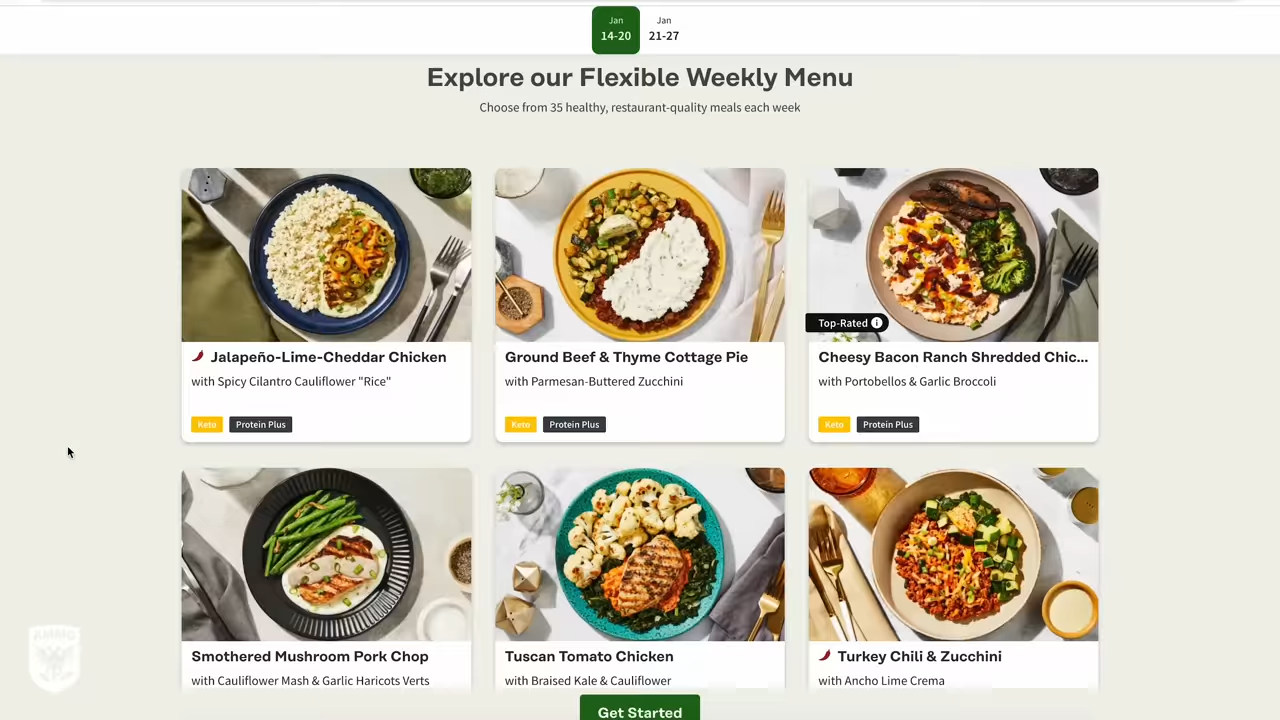 Jan
14-20
Jan
21-27
Explore our Flexible Weekly Menu
Choose from 35 healthy, restaurant-quality meals each week
Top-Rated
Jalapeño-Lime-Cheddar Chicken
with Spicy Cilantro Cauliflower "Rice"
Keto
Protein Plus
Ground Beef & Thyme Cottage Pie
with Parmesan-Buttered Zucchini
Keto
Protein Plus
Cheesy Bacon Ranch Shredded Chic...
with Portobellos & Garlic Broccoli
Keto
Protein Plus
Smothered Mushroom Pork Chop
with Cauliflower Mash & Garlic Haricots Verts
Tuscan Tomato Chicken
with Braised Kale & Cauliflower
Turkey Chili & Zucchini
with Ancho Lime Crema
Get Started